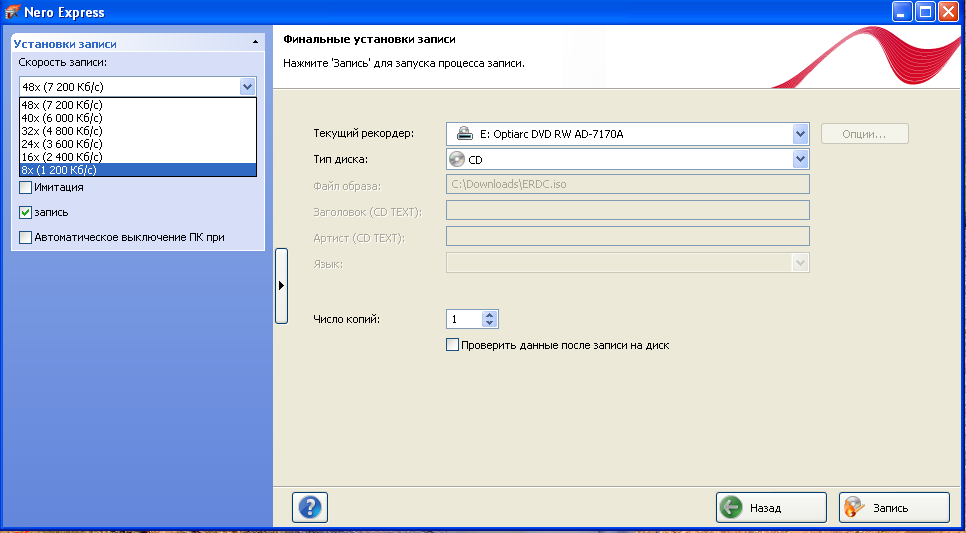 Nero Express
Установки записи
Скорость записи:
48x (7 200 Кб/с)
48x (7 200 Кб/с)
40x (6 000 Кб/с)
32x (4 800 Кб/с)
24x (3 600 Кб/с)
16x (2 400 Кб/с)
8x (1 200 Кб/с)
Имитация
запись
Автоматическое выключение ПК при
Финальные установки записи
Нажмите 'Запись' для запуска процесса записи.
Текущий рекордер: E: Optiarc DVD RW AD-7170A Опции...
Тип диска: CD
Файл образа: C:\Downloads\ERDC.iso
Заголовок (CD TEXT):
Артист (CD TEXT):
Язык:
Число копий: 1
Проверить данные после записи на диск
? Назад Запись